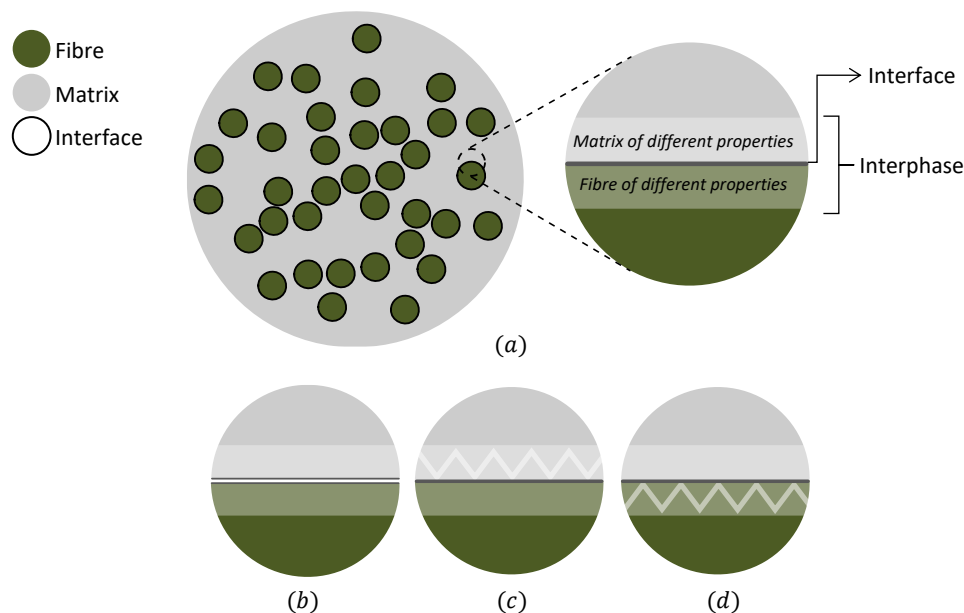 Fibre
Matrix
Interface
Interface
Matrix of different properties
Interphase
Fibre of different properties
(a)
(b)
(c)
(d)